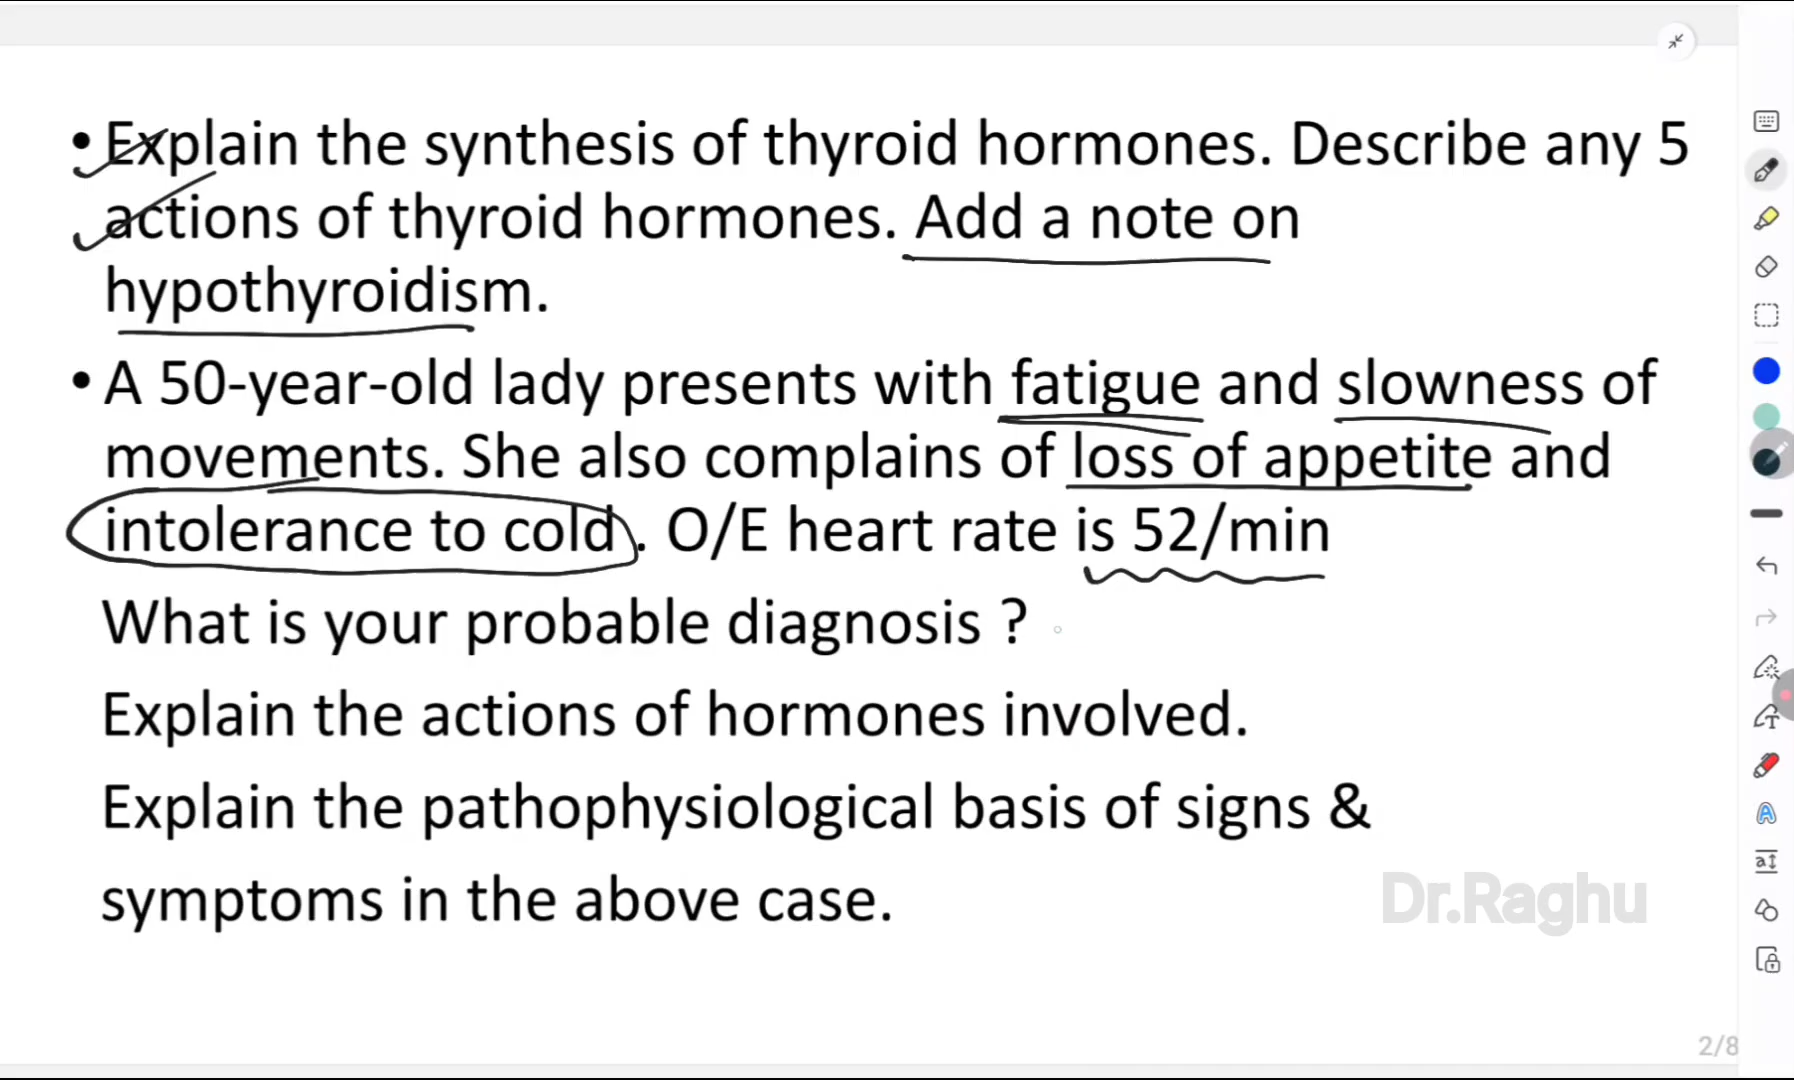 • Explain the synthesis of thyroid hormones. Describe any 5
actions of thyroid hormones. Add a note on
hypothyroidism.
• A 50-year-old lady presents with fatigue and slowness of
movements. She also complains of loss of appetite and
intolerance to cold . O/E heart rate is 52/min
What is your probable diagnosis ?
Explain the actions of hormones involved.
Explain the pathophysiological basis of signs &
symptoms in the above case.
Dr.Raghu
2/8